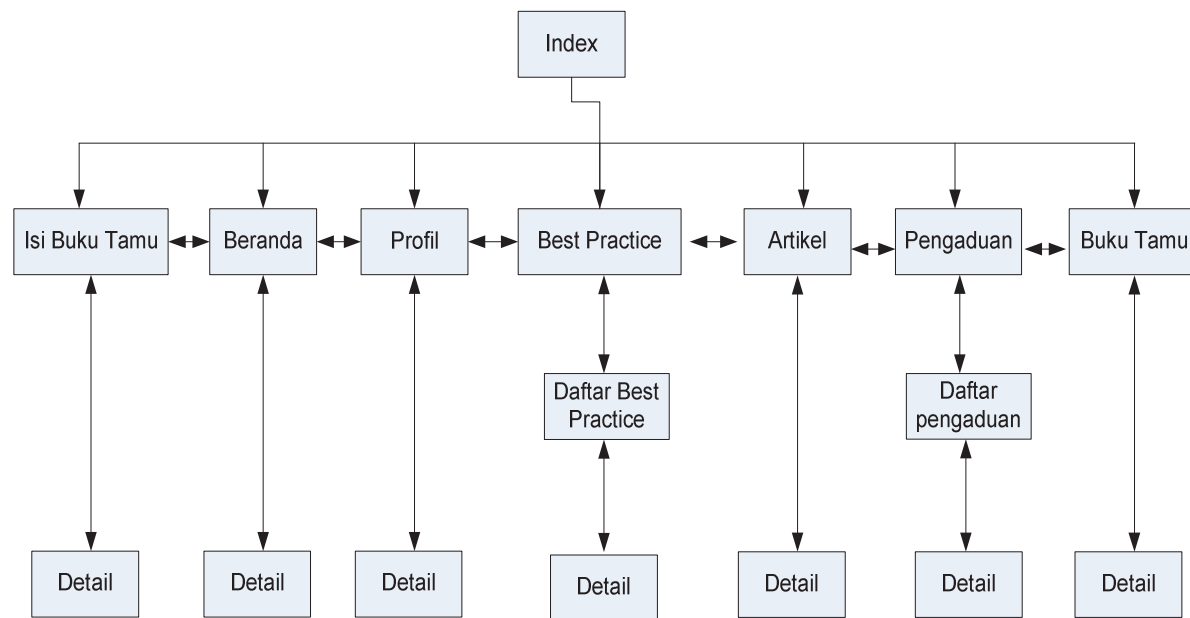 Index
Isi Buku Tamu
Beranda
Profil
Best Practice
Artikel
Pengaduan
Buku Tamu
Daftar Best
Practice
Daftar
pengaduan
Detail
Detail
Detail
Detail
Detail
Detail
Detail